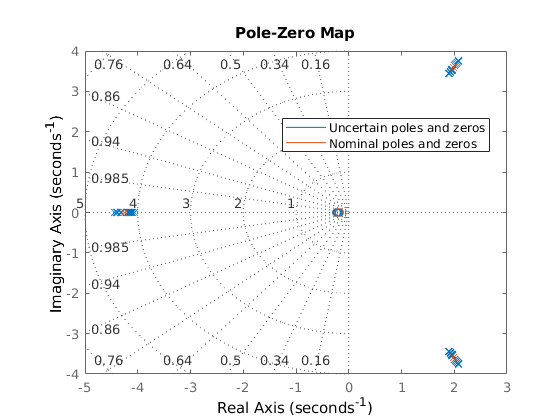 Pole-Zero Map
4
0.76 0.64 0.5 0.34 0.16
3
0.86
2
0.94
Uncertain poles and zeros
Nominal poles and zeros
1
0.985
5 4 3 2 1
0
-1
0.985
-2
0.94
-3
0.86
0.76 0.64 0.5 0.34 0.16
-4
-5 -4 -3 -2 -1 0 1 2 3
Real Axis (seconds⁻¹)
Imaginary Axis (seconds⁻¹)